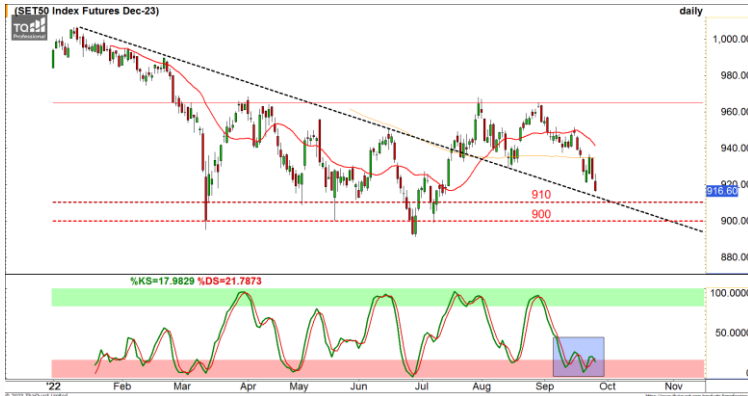 (SET50 Index Futures Dec-23)
daily
TQ
Professional
1,000.00
980.00
960.00
940.00
920.00
916.60
910
900
900.00
880.00
%KS=17.9829 %DS=21.7873
100.0000
50.0000
'22 Feb Mar Apr May Jun Jul Aug Sep Oct Nov